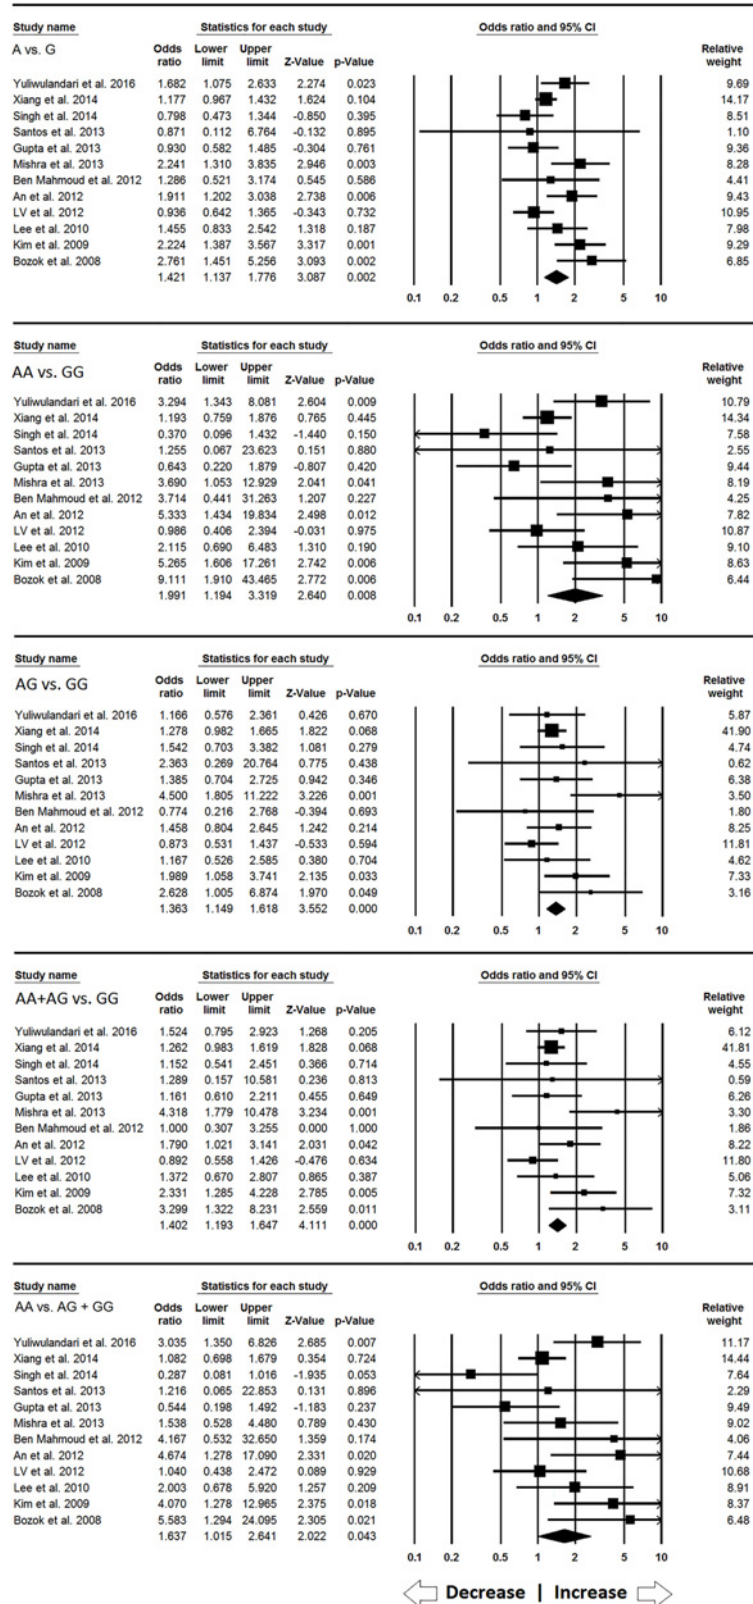 Study name Statistics for each study Odds ratio and 95% CI
A vs. G Odds ratio Lower limit Upper limit Z-Value p-Value Relative weight
Yuliwulandari et al. 2016 1.682 1.075 2.633 2.274 0.023 9.69
Xiang et al. 2014 1.177 0.967 1.432 1.624 0.104 14.17
Singh et al. 2014 0.798 0.473 1.344 -0.850 0.395 8.51
Santos et al. 2013 0.871 0.112 6.764 -0.132 0.895 1.10
Gupta et al. 2013 0.930 0.582 1.485 -0.304 0.761 9.36
Mishra et al. 2013 2.241 1.310 3.835 2.946 0.003 8.28
Ben Mahmoud et al. 2012 1.286 0.521 3.174 0.545 0.586 4.41
An et al. 2012 1.911 1.202 3.038 2.738 0.006 9.43
LV et al. 2012 0.936 0.642 1.365 -0.343 0.732 10.95
Lee et al. 2010 1.455 0.833 2.542 1.318 0.187 7.98
Kim et al. 2009 2.224 1.387 3.567 3.317 0.001 9.29
Bozok et al. 2008 2.761 1.451 5.256 3.093 0.002 6.85
1.421 1.137 1.776 3.087 0.002
0.1 0.2 0.5 1 2 5 10
Study name Statistics for each study Odds ratio and 95% CI
AA vs. GG Odds ratio Lower limit Upper limit Z-Value p-Value Relative weight
Yuliwulandari et al. 2016 3.294 1.343 8.081 2.604 0.009 10.79
Xiang et al. 2014 1.193 0.759 1.876 0.765 0.445 14.34
Singh et al. 2014 0.370 0.096 1.432 -1.440 0.150 7.58
Santos et al. 2013 1.255 0.067 23.623 0.151 0.880 2.55
Gupta et al. 2013 0.643 0.220 1.879 -0.807 0.420 9.44
Mishra et al. 2013 3.690 1.053 12.929 2.041 0.041 8.19
Ben Mahmoud et al. 2012 3.714 0.441 31.263 1.207 0.227 4.25
An et al. 2012 5.333 1.434 19.834 2.498 0.012 7.82
LV et al. 2012 0.986 0.406 2.394 -0.031 0.975 10.87
Lee et al. 2010 2.115 0.690 6.483 1.310 0.190 9.10
Kim et al. 2009 5.265 1.606 17.261 2.742 0.006 8.63
Bozok et al. 2008 9.111 1.910 43.465 2.772 0.006 6.44
1.991 1.194 3.319 2.640 0.008
0.1 0.2 0.5 1 2 5 10
Study name Statistics for each study Odds ratio and 95% CI
AG vs. GG Odds ratio Lower limit Upper limit Z-Value p-Value Relative weight
Yuliwulandari et al. 2016 1.166 0.576 2.361 0.426 0.670 5.87
Xiang et al. 2014 1.278 0.982 1.665 1.822 0.068 41.90
Singh et al. 2014 1.542 0.703 3.382 1.081 0.279 4.74
Santos et al. 2013 2.363 0.269 20.764 0.775 0.438 0.62
Gupta et al. 2013 1.385 0.704 2.725 0.942 0.346 6.38
Mishra et al. 2013 4.500 1.805 11.222 3.226 0.001 3.50
Ben Mahmoud et al. 2012 0.774 0.216 2.768 -0.394 0.693 1.80
An et al. 2012 1.458 0.804 2.645 1.242 0.214 8.25
LV et al. 2012 0.873 0.531 1.437 -0.533 0.594 11.81
Lee et al. 2010 1.167 0.526 2.585 0.380 0.704 4.62
Kim et al. 2009 1.989 1.058 3.741 2.135 0.033 7.33
Bozok et al. 2008 2.628 1.005 6.874 1.970 0.049 3.16
1.363 1.149 1.618 3.552 0.000
0.1 0.2 0.5 1 2 5 10
Study name Statistics for each study Odds ratio and 95% CI
AA+AG vs. GG Odds ratio Lower limit Upper limit Z-Value p-Value Relative weight
Yuliwulandari et al. 2016 1.524 0.795 2.923 1.268 0.205 6.12
Xiang et al. 2014 1.262 0.983 1.619 1.828 0.068 41.81
Singh et al. 2014 1.152 0.541 2.451 0.366 0.714 4.55
Santos et al. 2013 1.289 0.157 10.581 0.236 0.813 0.59
Gupta et al. 2013 1.161 0.610 2.211 0.455 0.649 6.26
Mishra et al. 2013 4.318 1.779 10.478 3.234 0.001 3.30
Ben Mahmoud et al. 2012 1.000 0.307 3.255 0.000 1.000 1.86
An et al. 2012 1.790 1.021 3.141 2.031 0.042 8.22
LV et al. 2012 0.892 0.558 1.426 -0.476 0.634 11.80
Lee et al. 2010 1.372 0.670 2.807 0.865 0.387 5.06
Kim et al. 2009 2.331 1.285 4.228 2.785 0.005 7.32
Bozok et al. 2008 3.299 1.322 8.231 2.559 0.011 3.11
1.402 1.193 1.647 4.111 0.000
0.1 0.2 0.5 1 2 5 10
Study name Statistics for each study Odds ratio and 95% CI
AA vs. AG + GG Odds ratio Lower limit Upper limit Z-Value p-Value Relative weight
Yuliwulandari et al. 2016 3.035 1.350 6.826 2.685 0.007 11.17
Xiang et al. 2014 1.082 0.698 1.679 0.354 0.724 14.44
Singh et al. 2014 0.287 0.081 1.016 -1.935 0.053 7.64
Santos et al. 2013 1.216 0.065 22.853 0.131 0.896 2.29
Gupta et al. 2013 0.544 0.198 1.492 -1.183 0.237 9.49
Mishra et al. 2013 1.538 0.528 4.480 0.789 0.430 9.02
Ben Mahmoud et al. 2012 4.167 0.532 32.650 1.359 0.174 4.06
An et al. 2012 4.674 1.278 17.090 2.331 0.020 7.44
LV et al. 2012 1.040 0.438 2.472 0.089 0.929 10.68
Lee et al. 2010 2.003 0.678 5.920 1.257 0.209 8.91
Kim et al. 2009 4.070 1.278 12.965 2.375 0.018 8.37
Bozok et al. 2008 5.583 1.294 24.095 2.305 0.021 6.48
1.637 1.015 2.641 2.022 0.043
0.1 0.2 0.5 1 2 5 10
Decrease | Increase